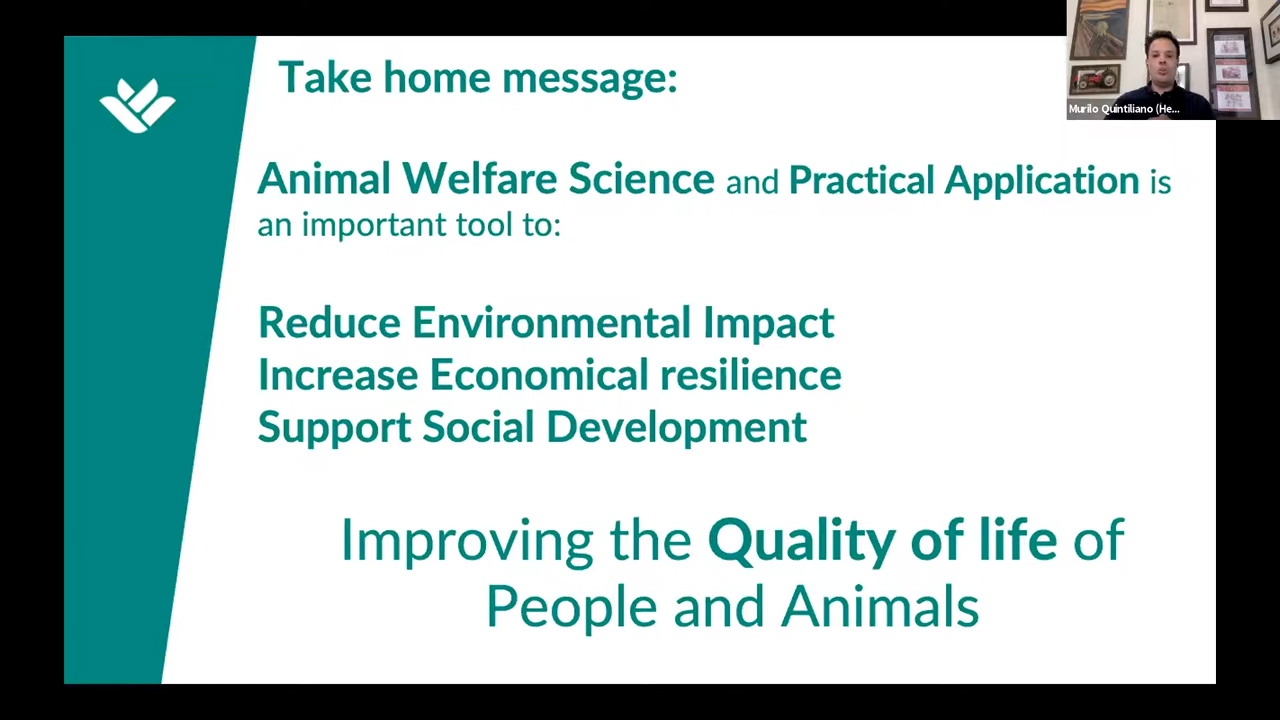 Take home message:
Murilo Quintiliano (He...
Animal Welfare Science and Practical Application is
an important tool to:
Reduce Environmental Impact
Increase Economical resilience
Support Social Development
Improving the Quality of life of
People and Animals